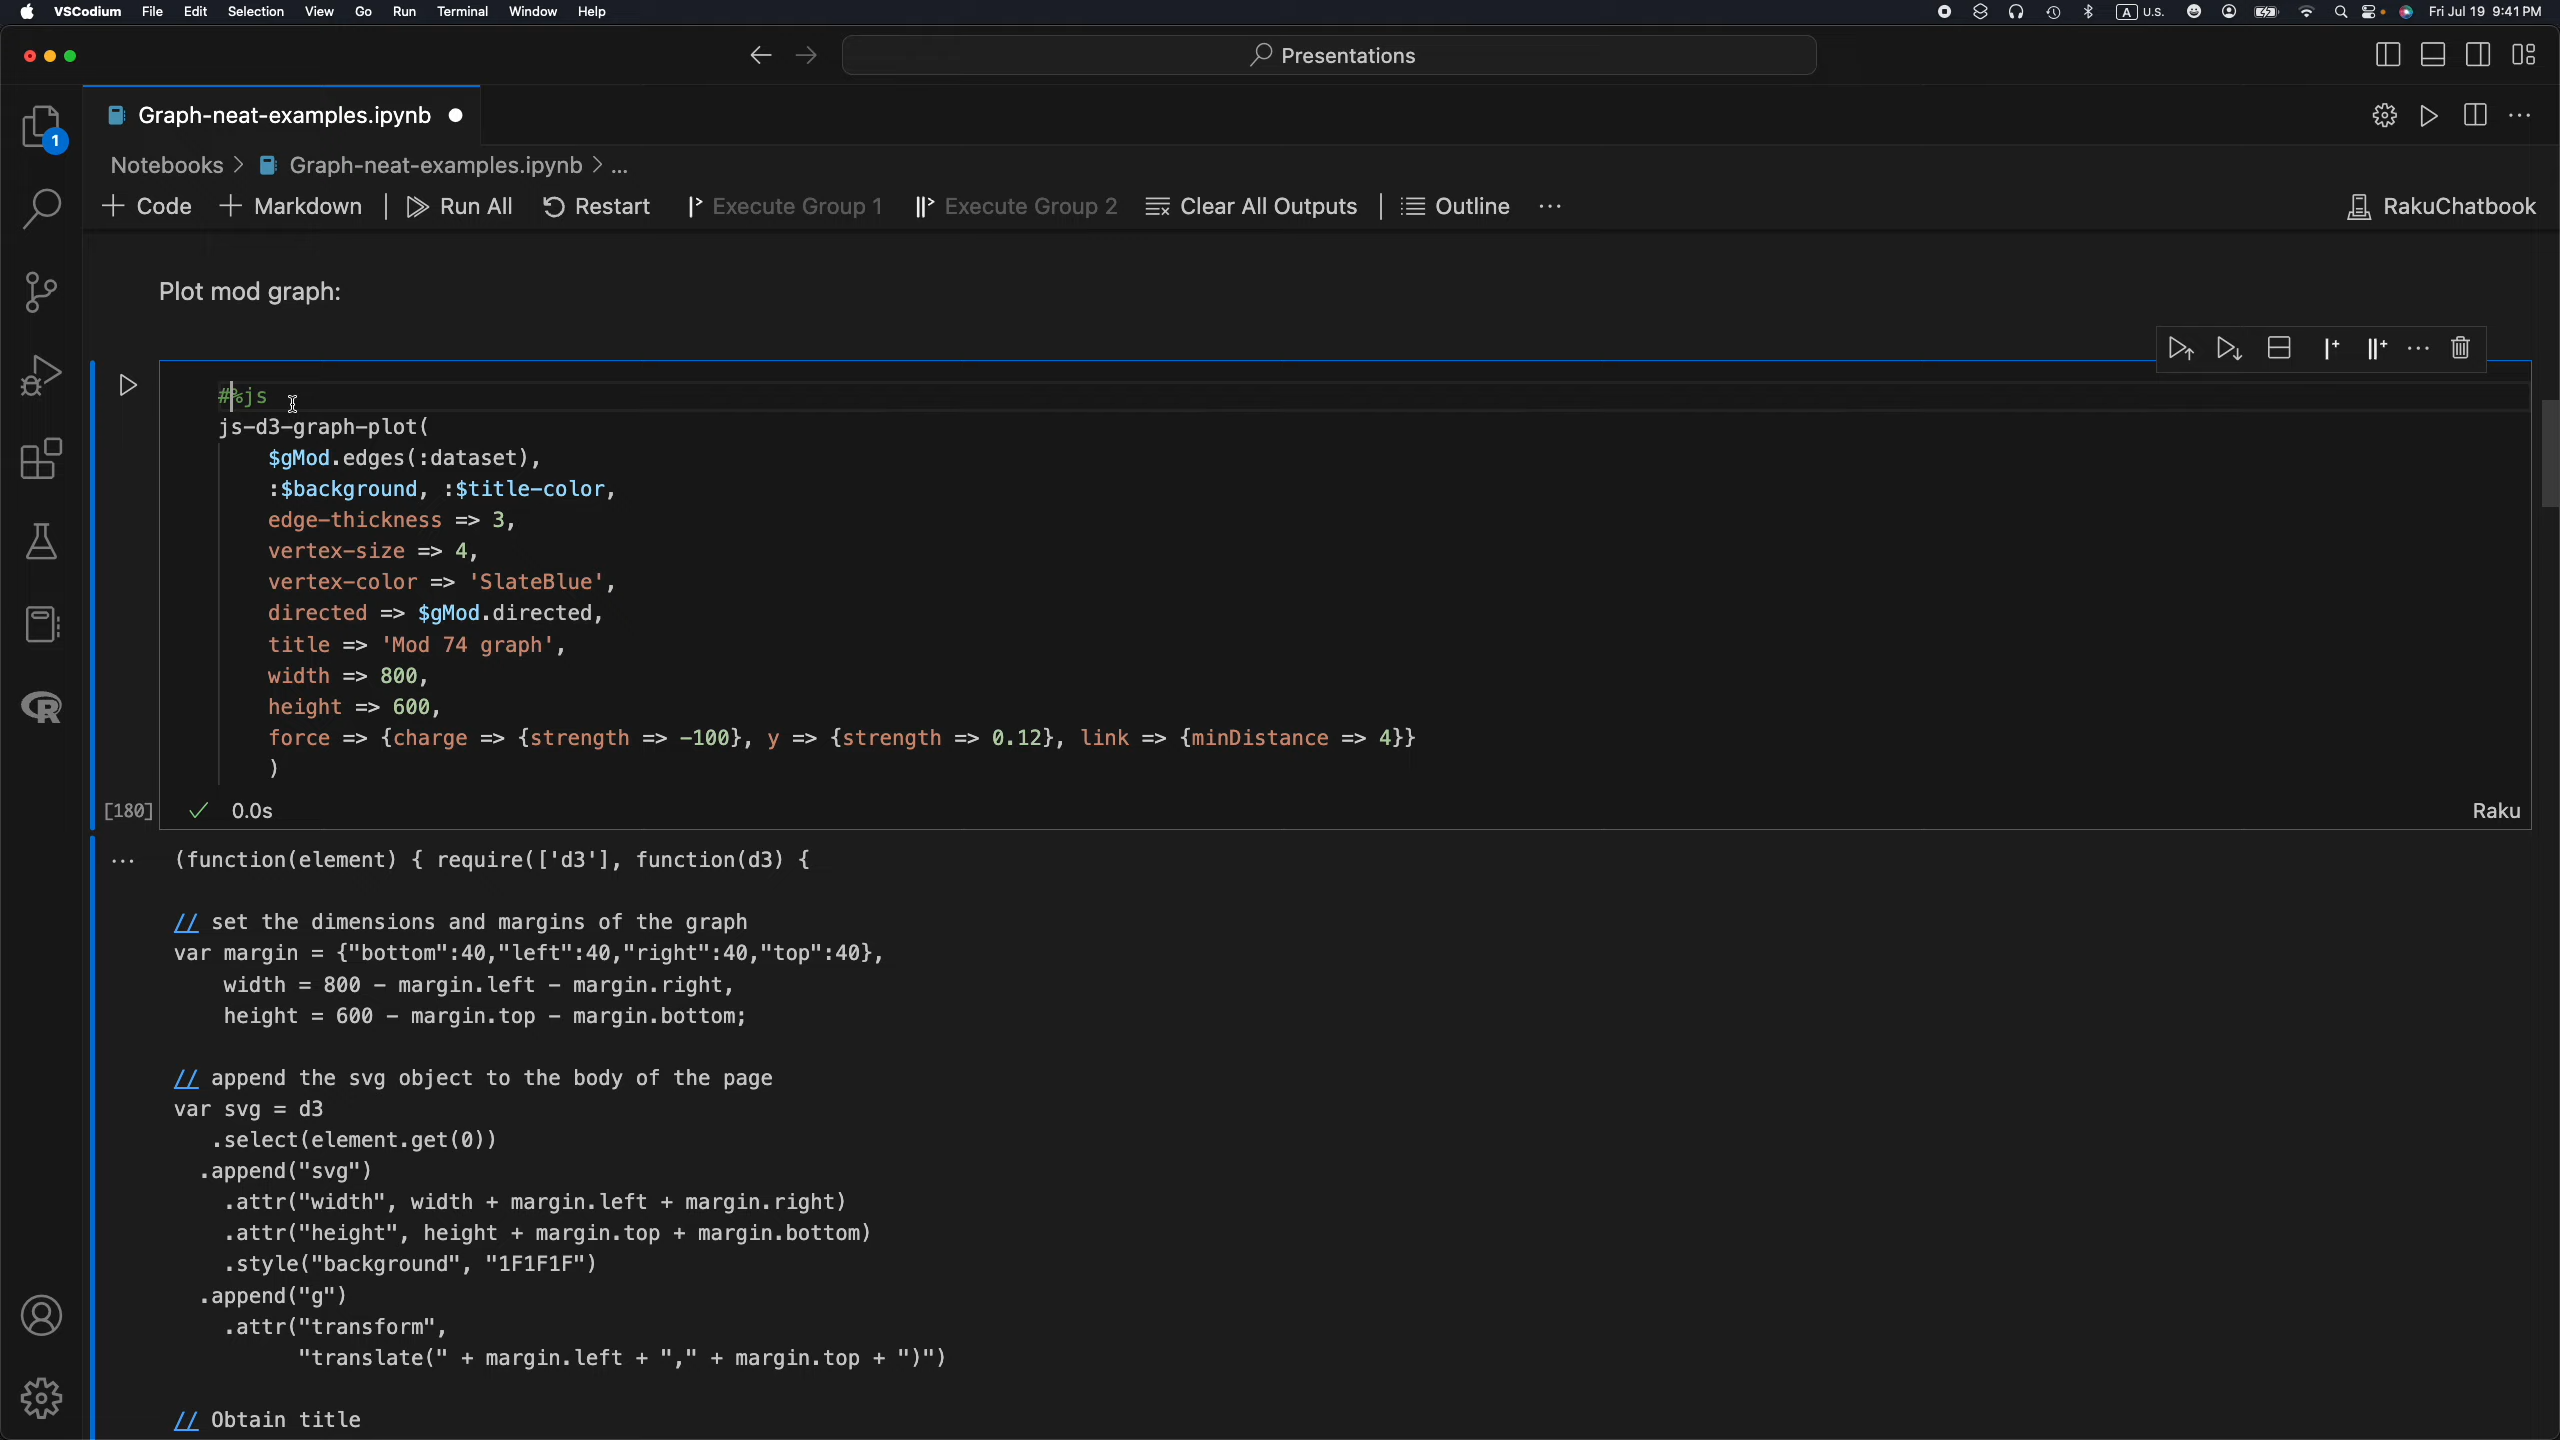 VSCodium File Edit Selection View Go Run Terminal Window Help A U.S. Fri Jul 19 9:41 PM
Presentations
Graph-neat-examples.ipynb
1
Notebooks > Graph-neat-examples.ipynb > ...
+ Code + Markdown Run All Restart Execute Group 1 Execute Group 2 Clear All Outputs Outline ... RakuChatbook
Plot mod graph:
#%js
js-d3-graph-plot(
    $gMod.edges(:dataset),
    :$background, :$title-color,
    edge-thickness => 3,
    vertex-size => 4,
    vertex-color => 'SlateBlue',
    directed => $gMod.directed,
    title => 'Mod 74 graph',
    width => 800,
    height => 600,
    force => {charge => {strength => -100}, y => {strength => 0.12}, link => {minDistance => 4}}
    )
[180] 0.0s Raku
... (function(element) { require(['d3'], function(d3) {
// set the dimensions and margins of the graph
var margin = {"bottom":40,"left":40,"right":40,"top":40},
    width = 800 - margin.left - margin.right,
    height = 600 - margin.top - margin.bottom;
// append the svg object to the body of the page
var svg = d3
   .select(element.get(0))
  .append("svg")
    .attr("width", width + margin.left + margin.right)
    .attr("height", height + margin.top + margin.bottom)
    .style("background", "1F1F1F")
  .append("g")
    .attr("transform",
          "translate(" + margin.left + "," + margin.top + ")")
// Obtain title